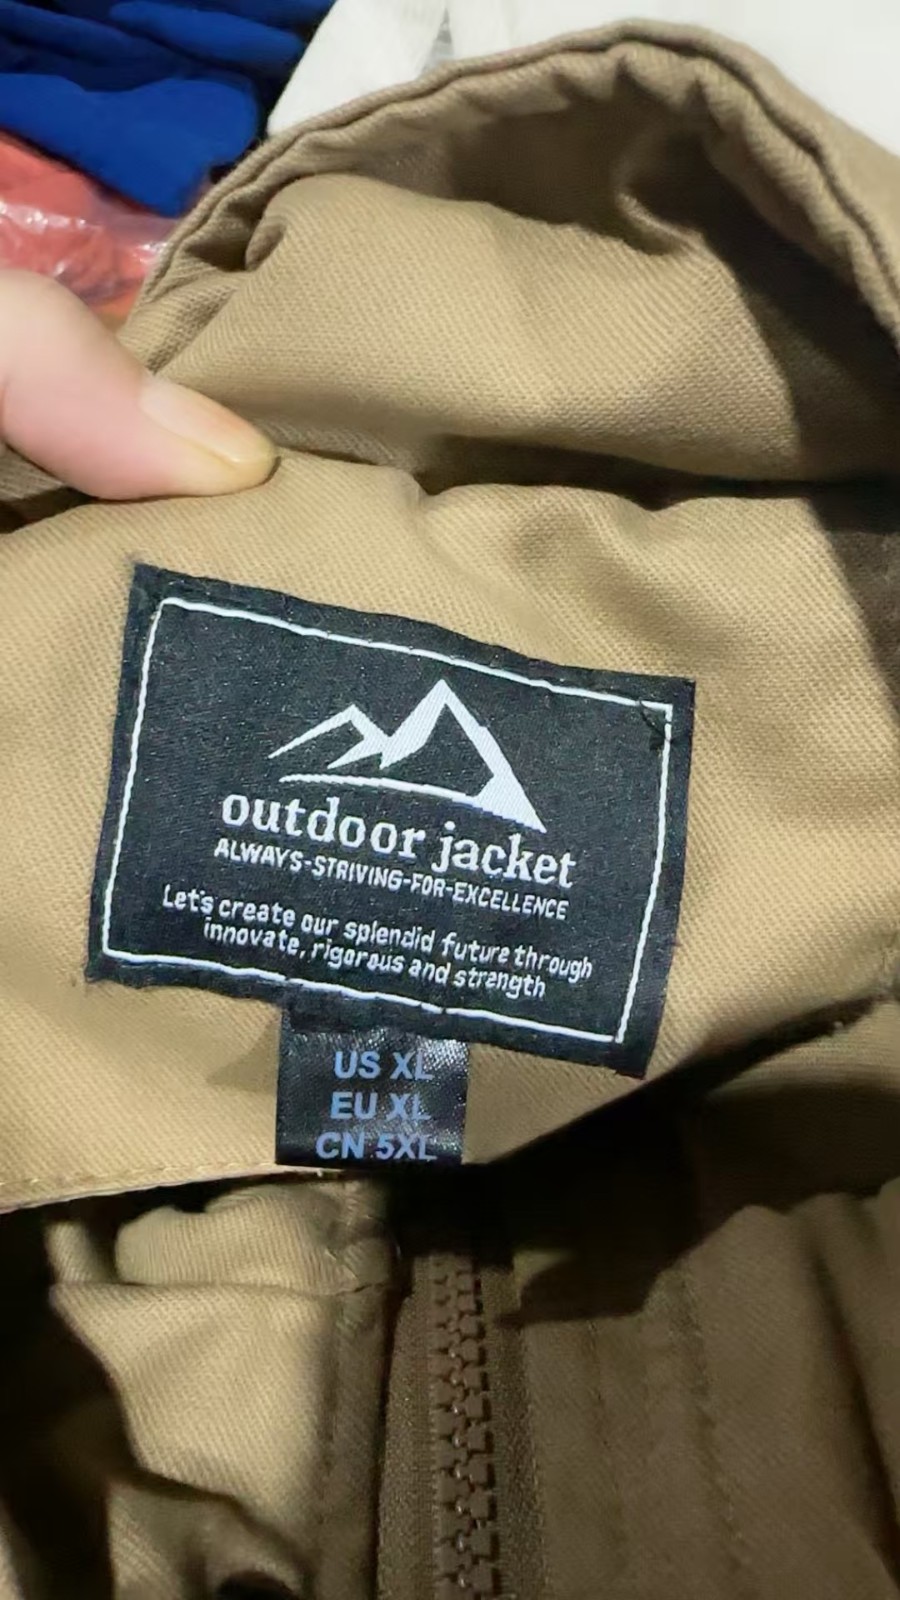 outdoor jacket
ALWAYS-STRIVING-FOR-EXCELLENCE
Let's create our splendid future through
innovate, rigorous and strength
US XL
EU XL
CN 5XL